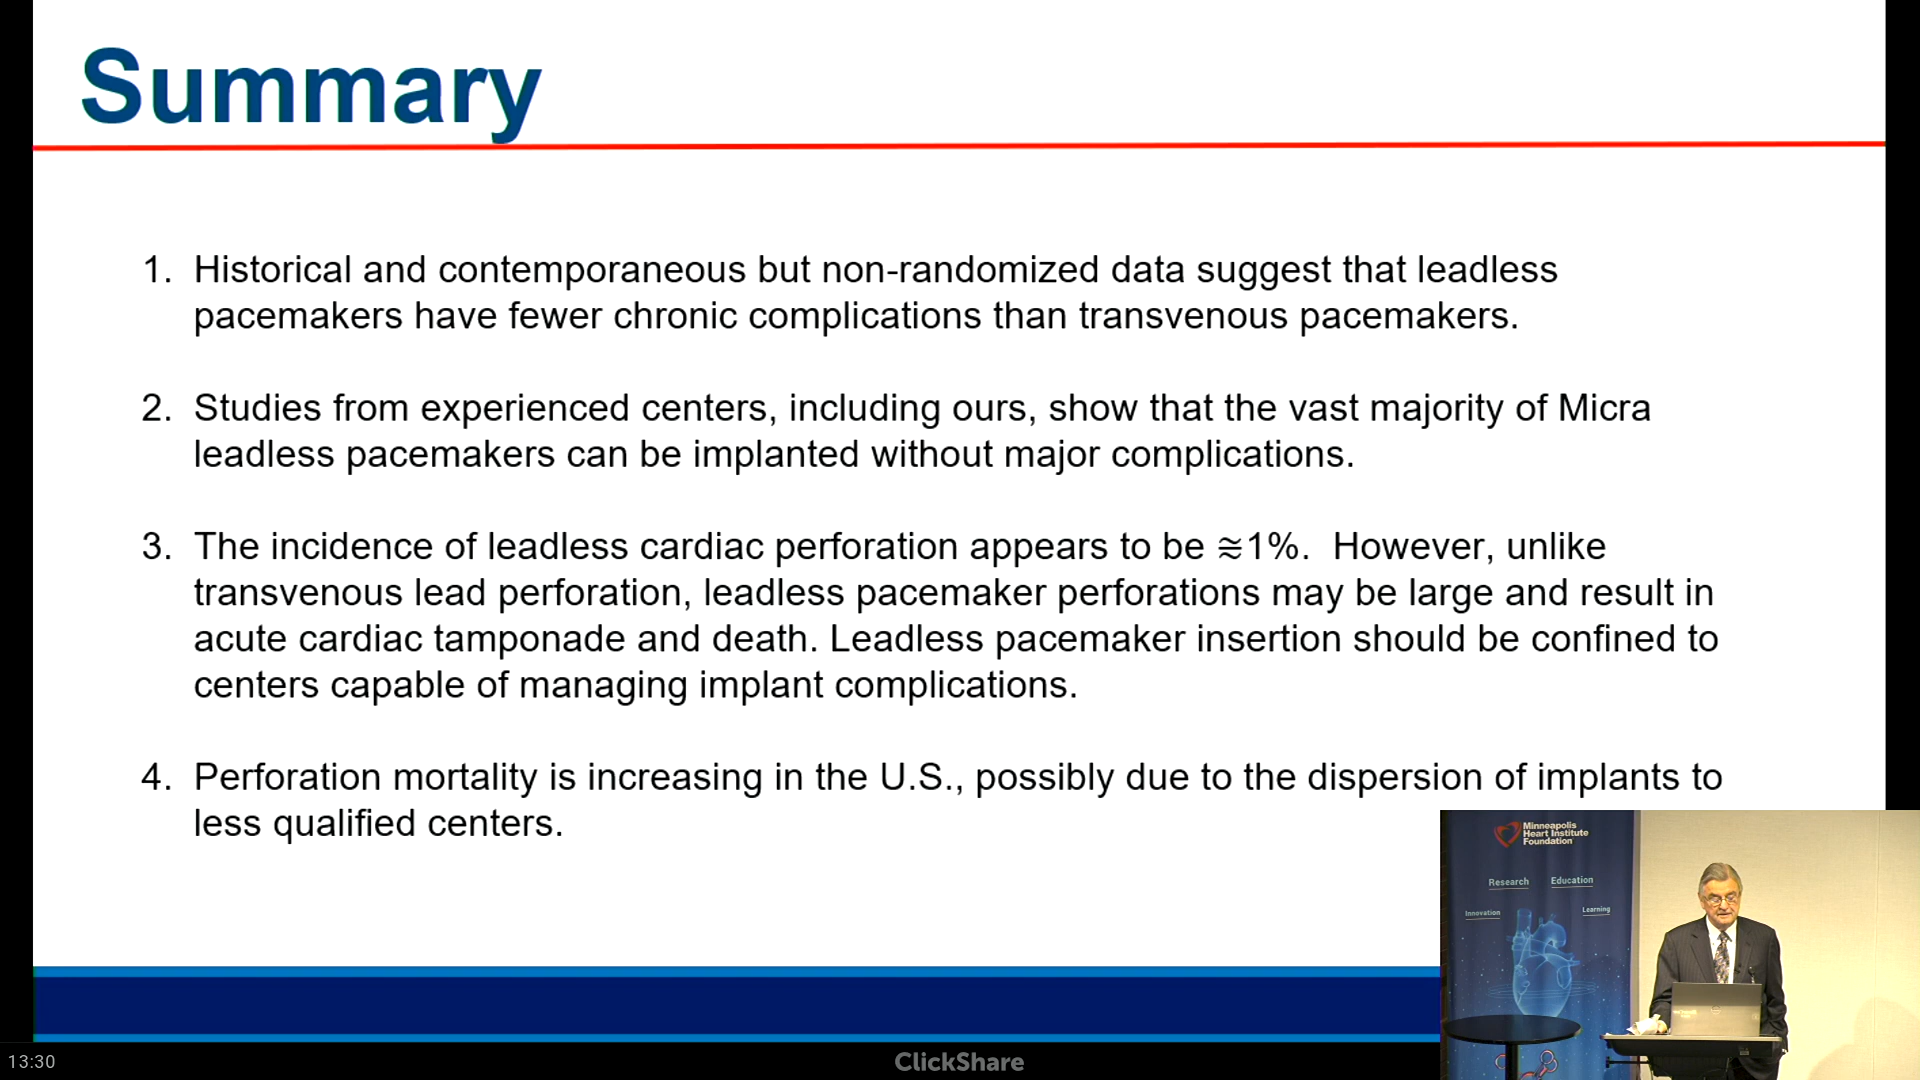 Summary
1. Historical and contemporaneous but non-randomized data suggest that leadless
pacemakers have fewer chronic complications than transvenous pacemakers.
2. Studies from experienced centers, including ours, show that the vast majority of Micra
leadless pacemakers can be implanted without major complications.
3. The incidence of leadless cardiac perforation appears to be ≊1%. However, unlike
transvenous lead perforation, leadless pacemaker perforations may be large and result in
acute cardiac tamponade and death. Leadless pacemaker insertion should be confined to
centers capable of managing implant complications.
4. Perforation mortality is increasing in the U.S., possibly due to the dispersion of implants to
less qualified centers.
Minneapolis
Heart Institute
Foundation
Research Education
Innovation Learning
13:30
ClickShare